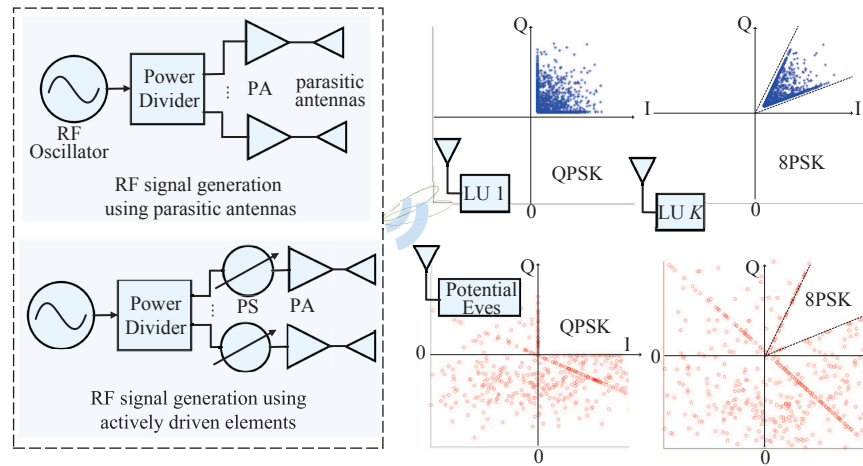 RF
Oscillator
Power
Divider
...
PA
parasitic
antennas
RF signal generation
using parasitic antennas
Power
Divider
PS
...
PA
RF signal generation using
actively driven elements
Q
I
QPSK
0
LU 1
Q
I
8PSK
0
LU K
Potential
Eves
Q
QPSK
I
0
0
Q
8PSK
0
0